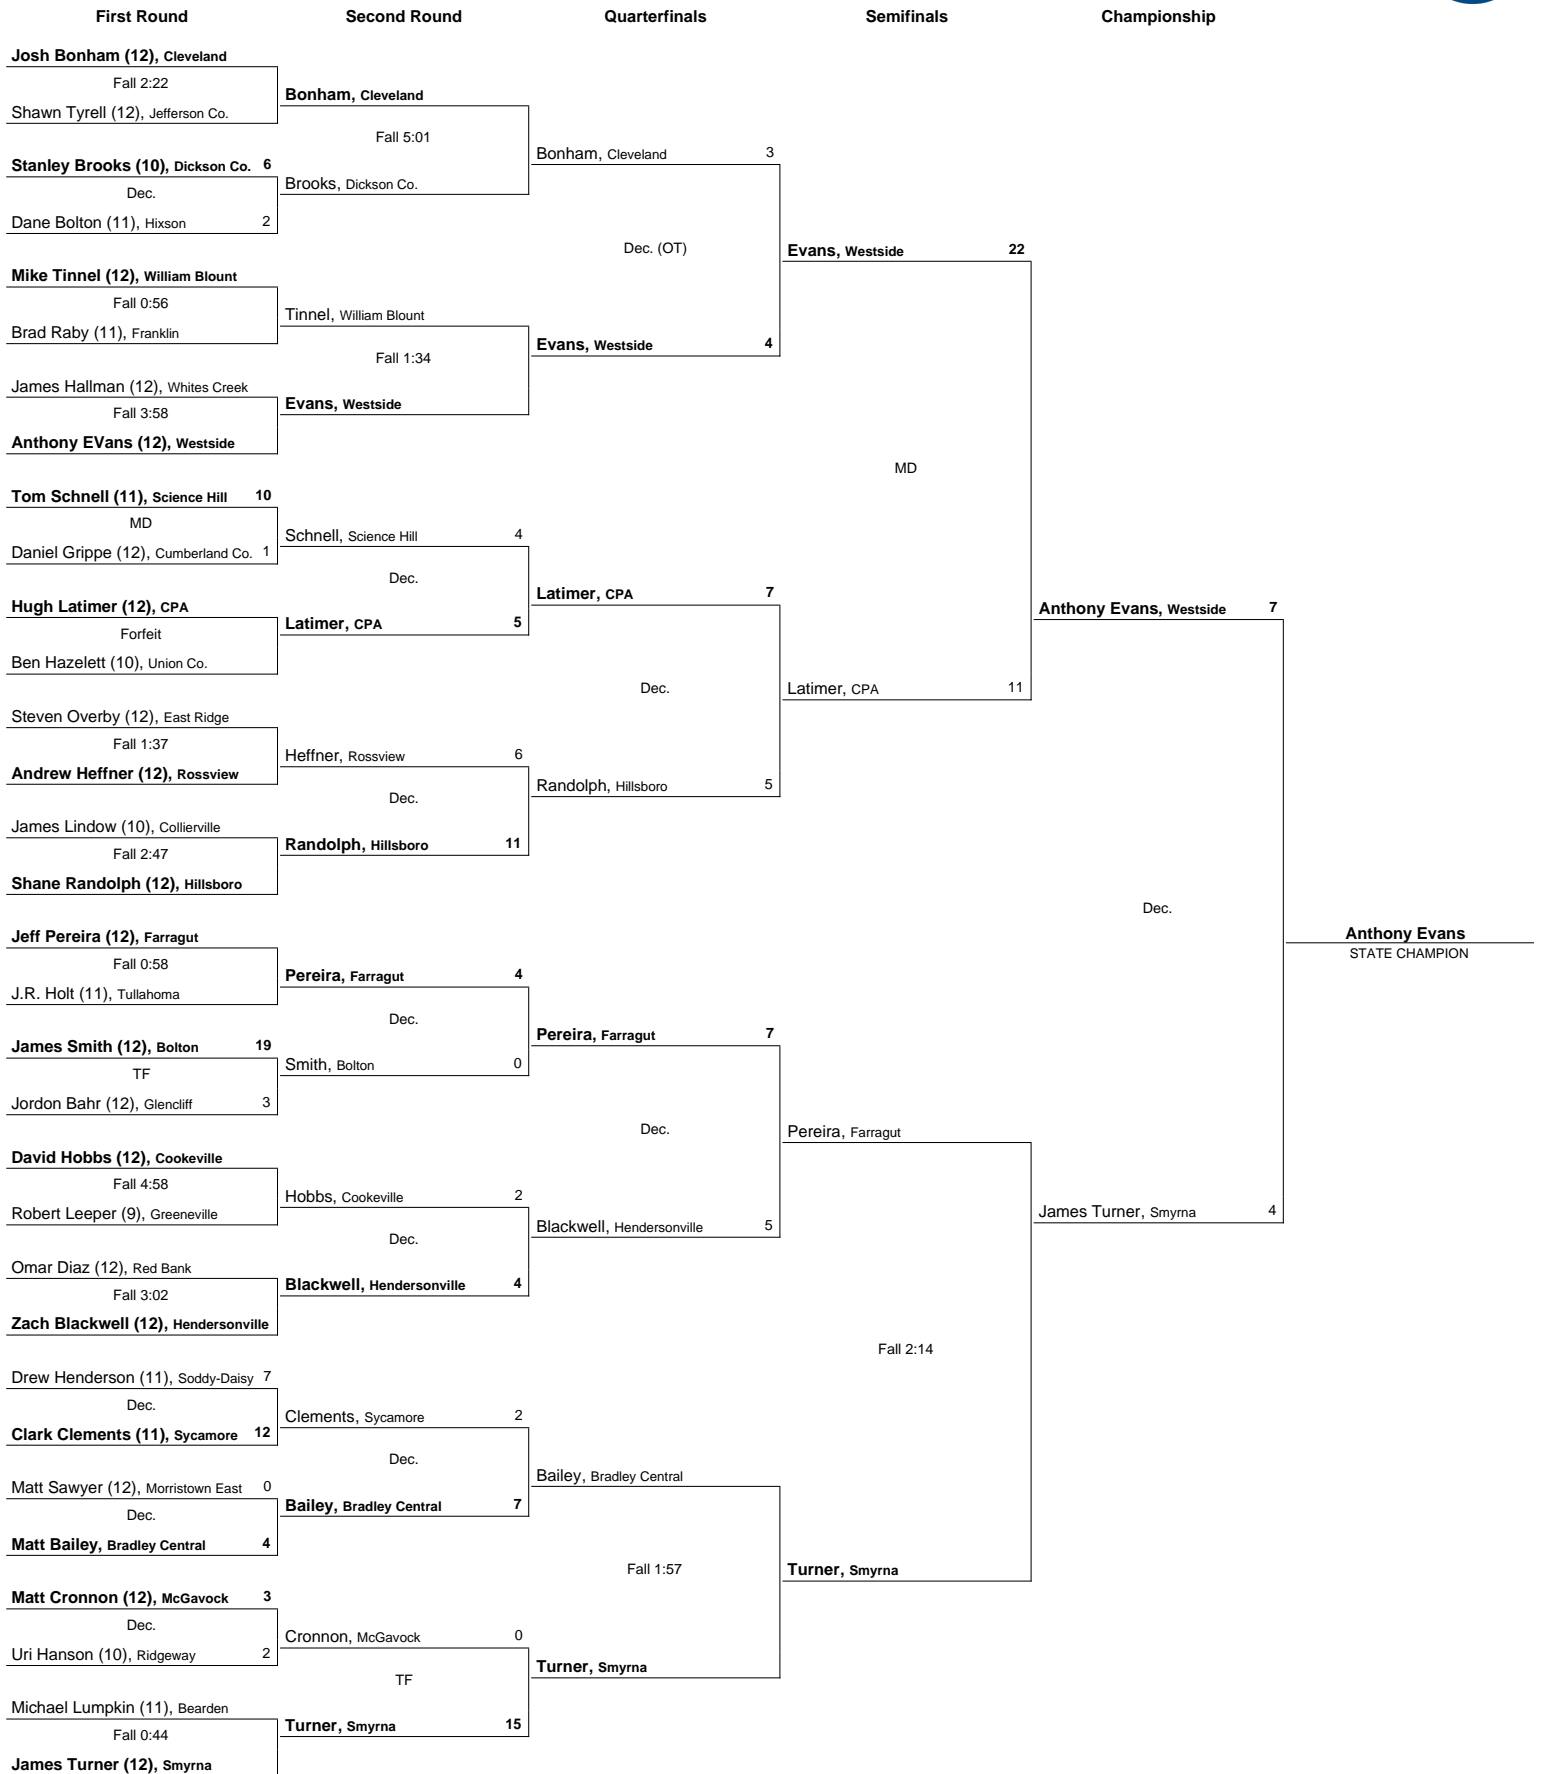 First Round
Second Round
Quarterfinals
Semifinals
Championship
Josh Bonham (12), Cleveland
Fall 2:22
Shawn Tyrell (12), Jefferson Co.
Stanley Brooks (10), Dickson Co. 6
Dec.
Dane Bolton (11), Hixson 2
Mike Tinnel (12), William Blount
Fall 0:56
Brad Raby (11), Franklin
James Hallman (12), Whites Creek
Fall 3:58
Anthony EVans (12), Westside
Tom Schnell (11), Science Hill 10
MD
Daniel Grippe (12), Cumberland Co. 1
Hugh Latimer (12), CPA
Forfeit
Ben Hazelett (10), Union Co.
Steven Overby (12), East Ridge
Fall 1:37
Andrew Heffner (12), Rossview
James Lindow (10), Collierville
Fall 2:47
Shane Randolph (12), Hillsboro
Jeff Pereira (12), Farragut
Fall 0:58
J.R. Holt (11), Tullahoma
James Smith (12), Bolton 19
TF
Jordon Bahr (12), Glencliff 3
David Hobbs (12), Cookeville
Fall 4:58
Robert Leeper (9), Greeneville
Omar Diaz (12), Red Bank
Fall 3:02
Zach Blackwell (12), Hendersonville
Drew Henderson (11), Soddy-Daisy 7
Dec.
Clark Clements (11), Sycamore 12
Matt Sawyer (12), Morristown East 0
Dec.
Matt Bailey, Bradley Central 4
Matt Cronnon (12), McGavock 3
Dec.
Uri Hanson (10), Ridgeway 2
Michael Lumpkin (11), Bearden
Fall 0:44
James Turner (12), Smyrna
Bonham, Cleveland
Fall 5:01
Brooks, Dickson Co.
Tinnel, William Blount
Fall 1:34
Evans, Westside
Schnell, Science Hill 4
Dec.
Latimer, CPA 5
Heffner, Rossview 6
Dec.
Randolph, Hillsboro 11
Pereira, Farragut 4
Dec.
Smith, Bolton 0
Hobbs, Cookeville 2
Dec.
Blackwell, Hendersonville 4
Clements, Sycamore 2
Dec.
Bailey, Bradley Central 7
Cronnon, McGavock 0
TF
Turner, Smyrna 15
Bonham, Cleveland 3
Dec. (OT)
Evans, Westside 4
Latimer, CPA 7
Dec.
Randolph, Hillsboro 5
Pereira, Farragut 7
Dec.
Blackwell, Hendersonville 5
Bailey, Bradley Central
Fall 1:57
Turner, Smyrna
Evans, Westside 22
MD
Latimer, CPA 11
Pereira, Farragut
Fall 2:14
Turner, Smyrna
Anthony Evans, Westside 7
Dec.
James Turner, Smyrna 4
Anthony Evans
STATE CHAMPION